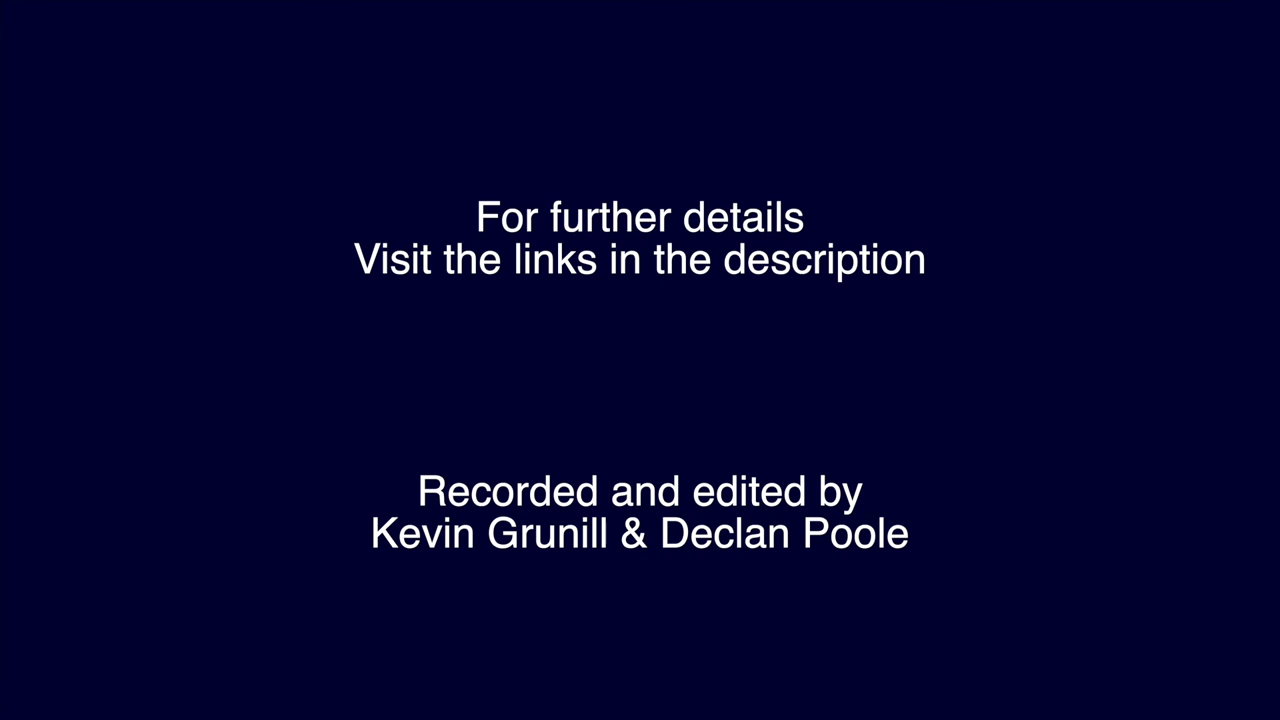 For further details
Visit the links in the description
Recorded and edited by
Kevin Grunill & Declan Poole